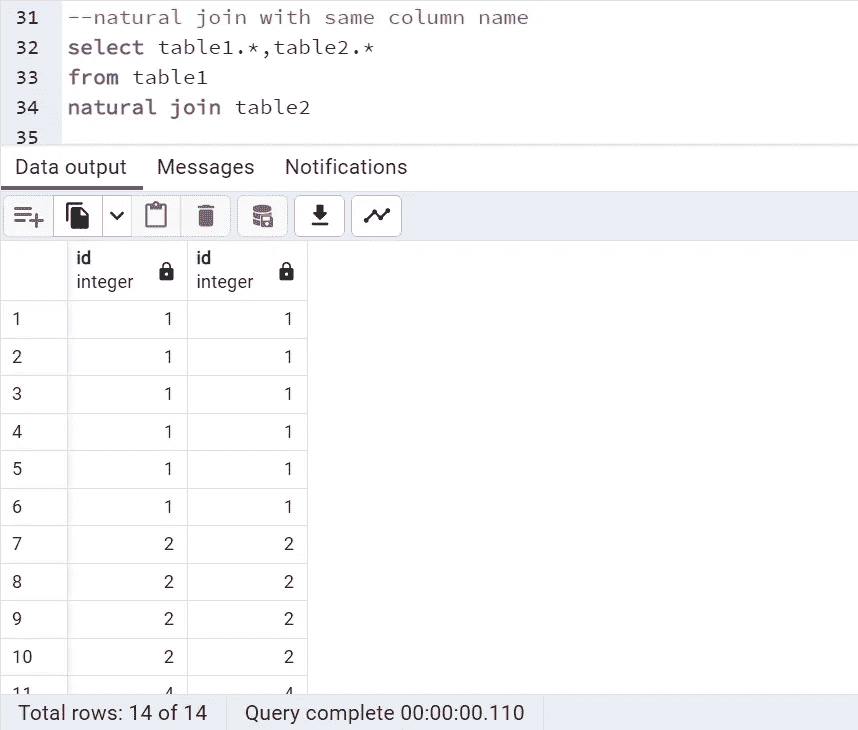 31 --natural join with same column name
32 select table1.*,table2.*
33 from table1
34 natural join table2
35
Data output Messages Notifications
id id
integer integer
1 1 1
2 1 1
3 1 1
4 1 1
5 1 1
6 1 1
7 2 2
8 2 2
9 2 2
10 2 2
11 4 4
Total rows: 14 of 14 Query complete 00:00:00.110